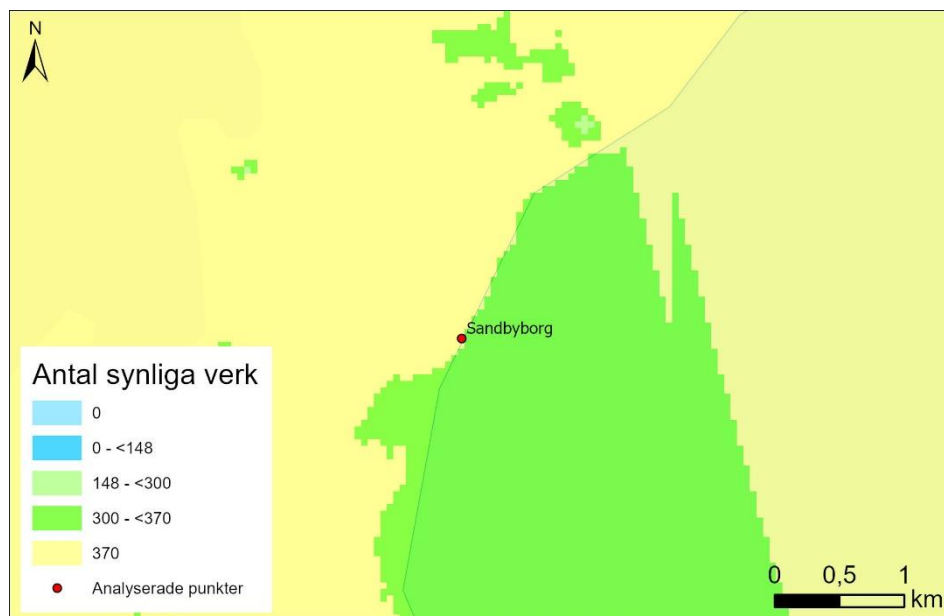 N
Sandbyborg
Antal synliga verk
0
0 - <148
148 - <300
300 - <370
370
Analyserade punkter
0 0,5 1
km